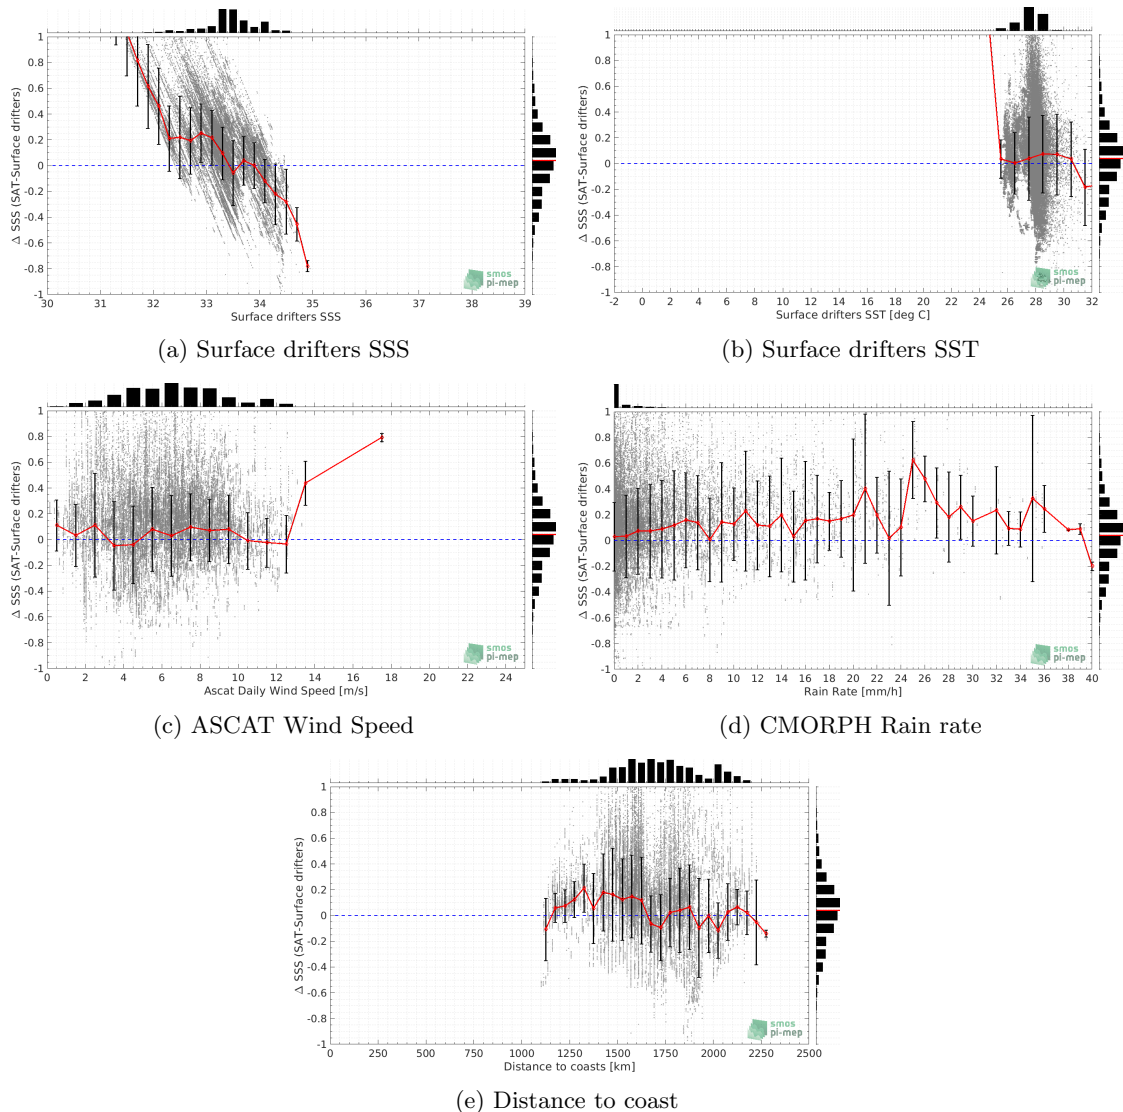 1
0.8
0.6
0.4
0.2
0
-0.2
-0.4
-0.6
-0.8
-1
Δ SSS (SAT-Surface drifters)
30 31 32 33 34 35 36 37 38 39
Surface drifters SSS
smos
pi-mep
(a) Surface drifters SSS
1
0.8
0.6
0.4
0.2
0
-0.2
-0.4
-0.6
-0.8
-1
Δ SSS (SAT-Surface drifters)
-2 0 2 4 6 8 10 12 14 16 18 20 22 24 26 28 30 32
Surface drifters SST [deg C]
smos
pi-mep
(b) Surface drifters SST
1
0.8
0.6
0.4
0.2
0
-0.2
-0.4
-0.6
-0.8
-1
Δ SSS (SAT-Surface drifters)
0 2 4 6 8 10 12 14 16 18 20 22 24
Ascat Daily Wind Speed [m/s]
smos
pi-mep
(c) ASCAT Wind Speed
1
0.8
0.6
0.4
0.2
0
-0.2
-0.4
-0.6
-0.8
-1
Δ SSS (SAT-Surface drifters)
0 2 4 6 8 10 12 14 16 18 20 22 24 26 28 30 32 34 36 38 40
Rain Rate [mm/h]
smos
pi-mep
(d) CMORPH Rain rate
1
0.8
0.6
0.4
0.2
0
-0.2
-0.4
-0.6
-0.8
-1
Δ SSS (SAT-Surface drifters)
0 250 500 750 1000 1250 1500 1750 2000 2250 2500
Distance to coasts [km]
smos
pi-mep
(e) Distance to coast